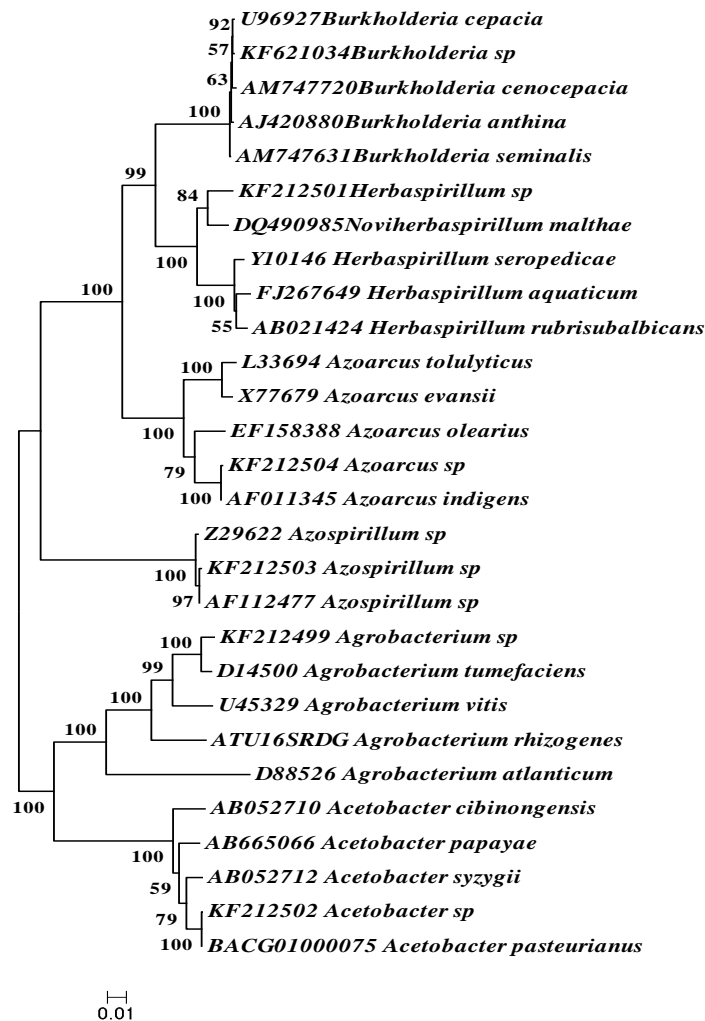 92
U96927Burkholderia cepacia
57
KF621034Burkholderia sp
63
AM747720Burkholderia cenocepacia
100
AJ420880Burkholderia anthina
AM747631Burkholderia seminalis
99
84
KF212501Herbaspirillum sp
DQ490985Noviherbaspirillum malthae
100
Y10146 Herbaspirillum seropedicae
100
FJ267649 Herbaspirillum aquaticum
100
55
AB021424 Herbaspirillum rubrisubalbicans
100
L33694 Azoarcus tolulyticus
X77679 Azoarcus evansii
100
EF158388 Azoarcus olearius
79
KF212504 Azoarcus sp
100
AF011345 Azoarcus indigens
Z29622 Azospirillum sp
100
KF212503 Azospirillum sp
97
AF112477 Azospirillum sp
100
KF212499 Agrobacterium sp
99
D14500 Agrobacterium tumefaciens
100
U45329 Agrobacterium vitis
100
ATU16SRDG Agrobacterium rhizogenes
D88526 Agrobacterium atlanticum
100
AB052710 Acetobacter cibinongensis
100
AB665066 Acetobacter papayae
59
AB052712 Acetobacter syzygii
79
KF212502 Acetobacter sp
100
BACG01000075 Acetobacter pasteurianus
0.01